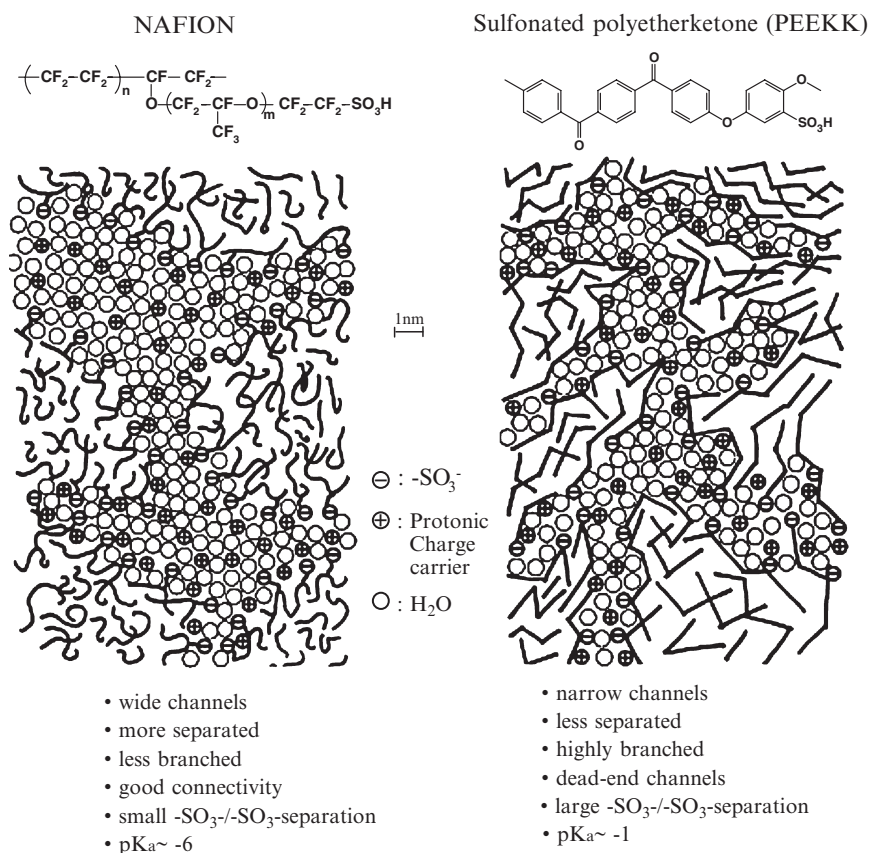 NAFION
Sulfonated polyetherketone (PEEKK)
(CF₂-CF₂)n CF CF₂
O (CF₂-CF-O)m CF₂-CF₂-SO₃H
CF₃
O
O
O
O
SO₃H
1nm
⊖ : -SO₃⁻
⊕ : Protonic
Charge
carrier
○ : H₂O
• wide channels
• more separated
• less branched
• good connectivity
• small -SO₃-/-SO₃-separation
• pKa~ -6
• narrow channels
• less separated
• highly branched
• dead-end channels
• large -SO₃-/-SO₃-separation
• pKa~ -1